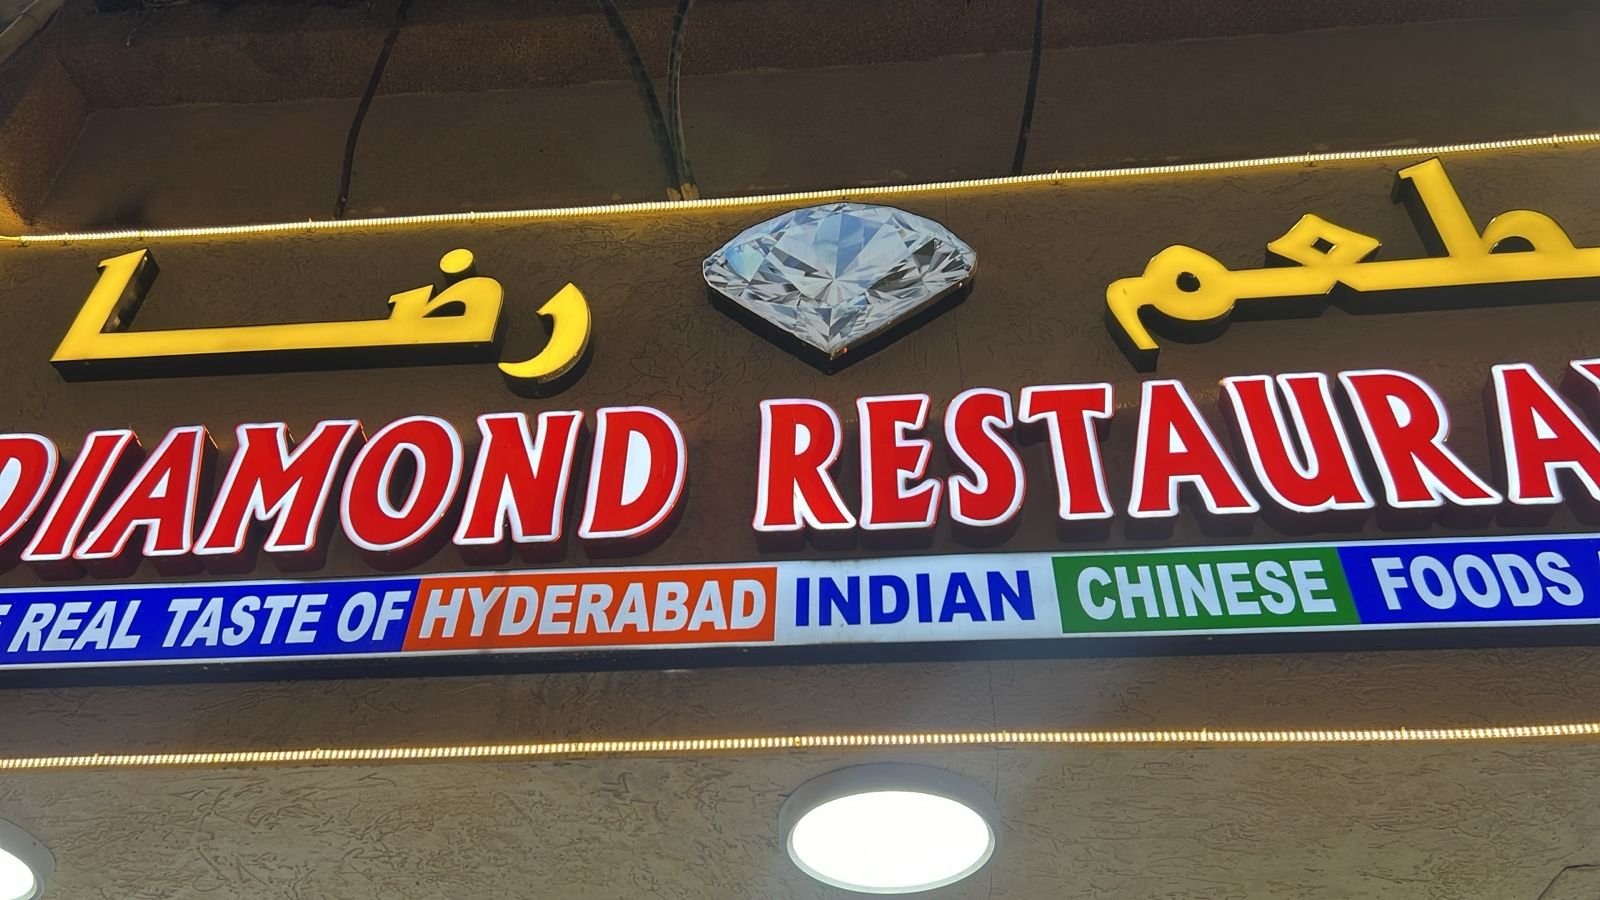 طعم رضا
DIAMOND RESTAURA
REAL TASTE OF HYDERABAD INDIAN CHINESE FOODS